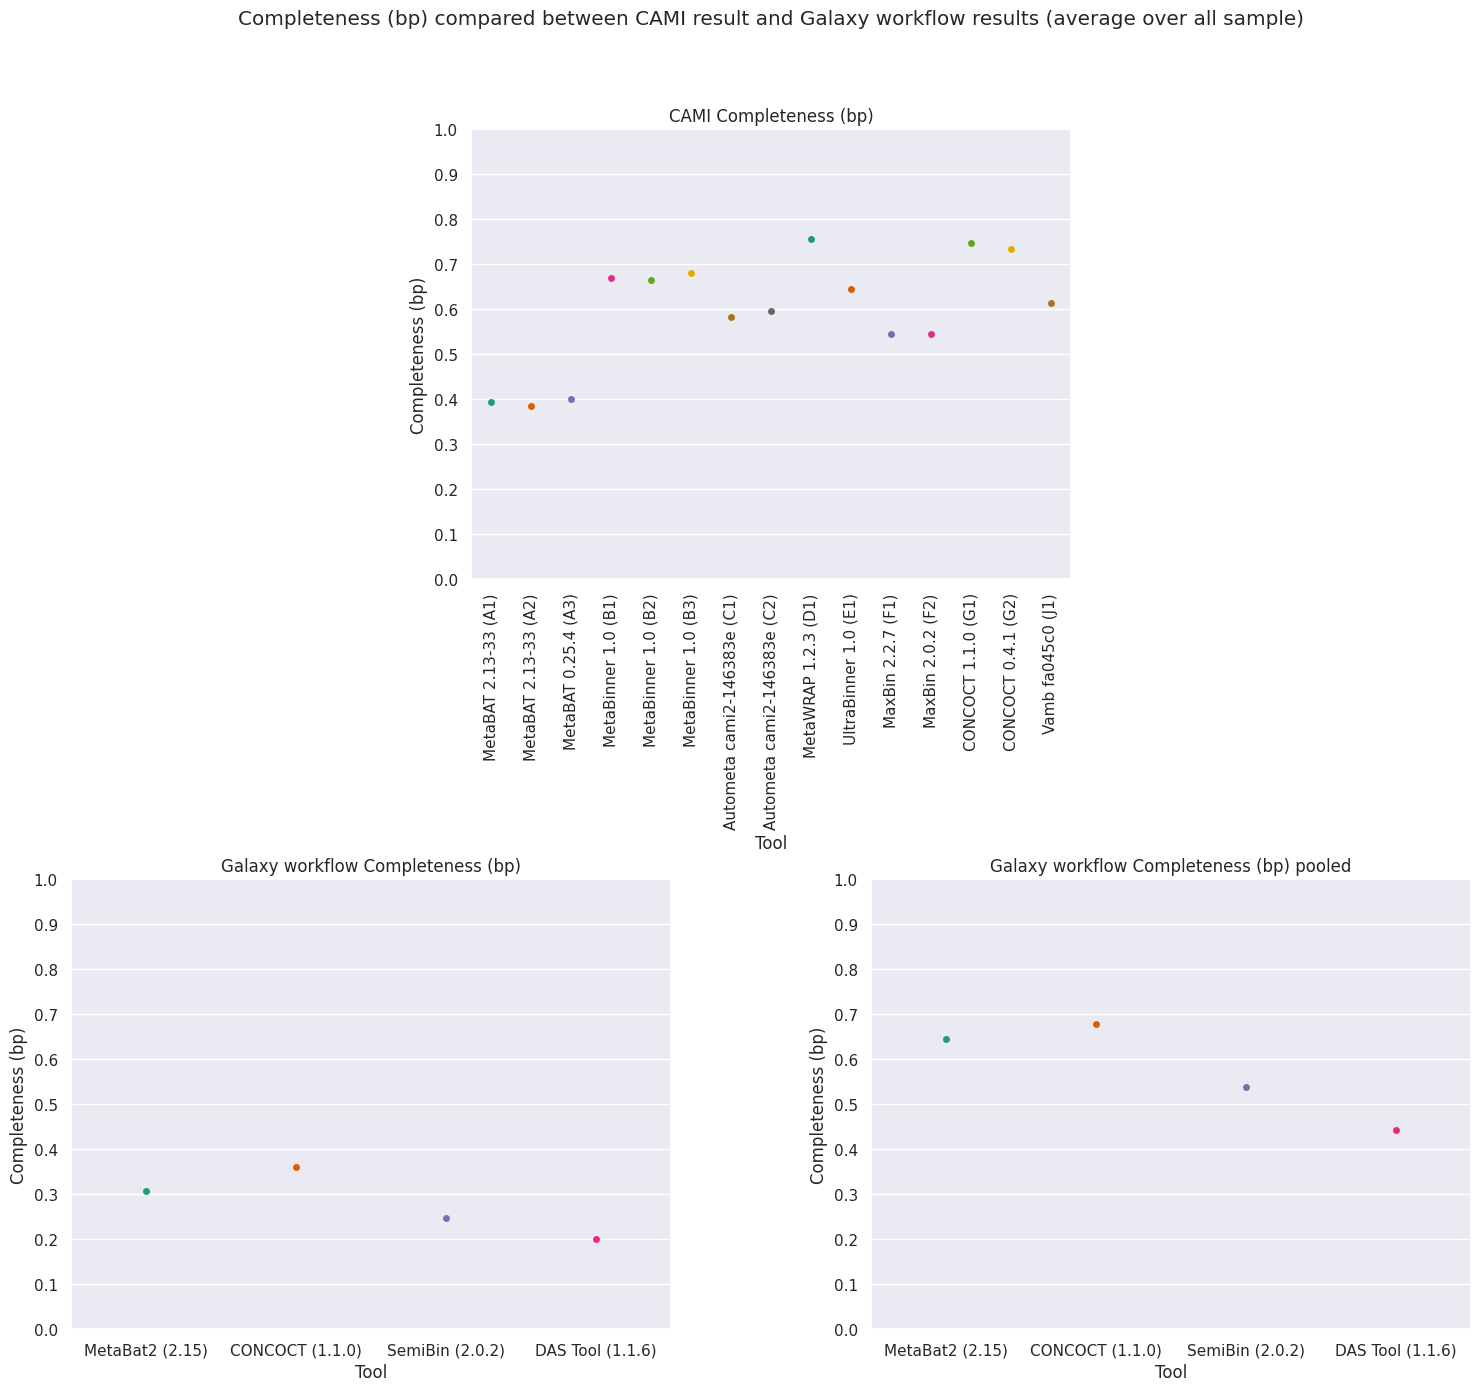 Completeness (bp) compared between CAMI result and Galaxy workflow results (average over all sample)
CAMI Completeness (bp)
Completeness (bp)
1.0
0.9
0.8
0.7
0.6
0.5
0.4
0.3
0.2
0.1
0.0
MetaBAT 2.13-33 (A1)
MetaBAT 2.13-33 (A2)
MetaBAT 0.25.4 (A3)
MetaBinner 1.0 (B1)
MetaBinner 1.0 (B2)
MetaBinner 1.0 (B3)
Autometa cami2-146383e (C1)
Autometa cami2-146383e (C2)
MetaWRAP 1.2.3 (D1)
UltraBinner 1.0 (E1)
MaxBin 2.2.7 (F1)
MaxBin 2.0.2 (F2)
CONCOCT 1.1.0 (G1)
CONCOCT 0.4.1 (G2)
Vamb fa045c0 (J1)
Tool
Galaxy workflow Completeness (bp)
Completeness (bp)
1.0
0.9
0.8
0.7
0.6
0.5
0.4
0.3
0.2
0.1
0.0
MetaBat2 (2.15)
CONCOCT (1.1.0)
SemiBin (2.0.2)
DAS Tool (1.1.6)
Tool
Galaxy workflow Completeness (bp) pooled
Completeness (bp)
1.0
0.9
0.8
0.7
0.6
0.5
0.4
0.3
0.2
0.1
0.0
MetaBat2 (2.15)
CONCOCT (1.1.0)
SemiBin (2.0.2)
DAS Tool (1.1.6)
Tool